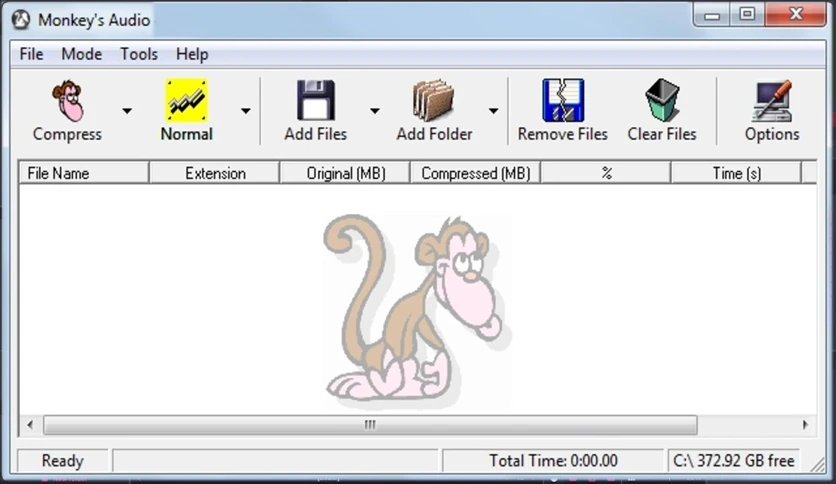 Monkey's Audio
File Mode Tools Help
Compress Normal Add Files Add Folder Remove Files Clear Files Options
File Name Extension Original (MB) Compressed (MB) % Time (s)
Ready Total Time: 0:00.00 C:\ 372.92 GB free